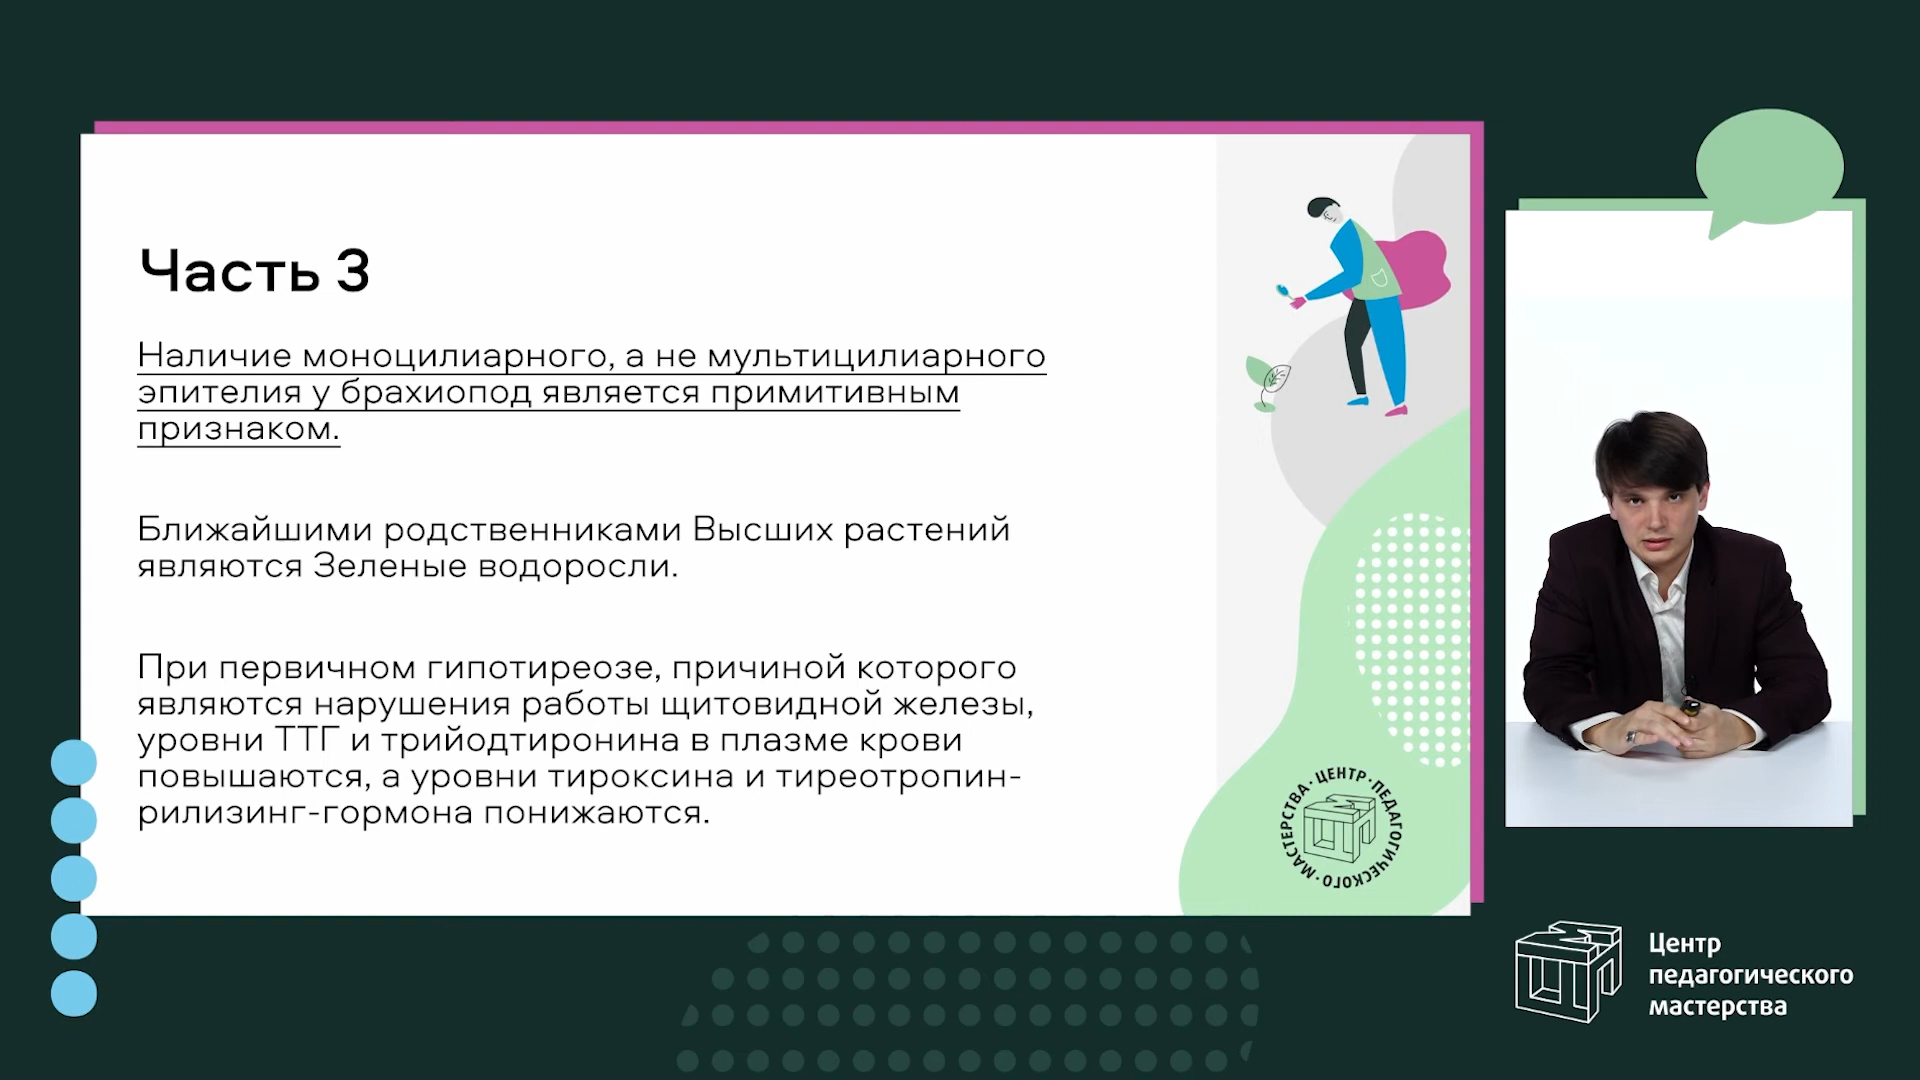 Часть 3
Наличие моноцилиарного, а не мультицилиарного
эпителия у брахиопод является примитивным
признаком.
Ближайшими родственниками Высших растений
являются Зеленые водоросли.
При первичном гипотиреозе, причиной которого
являются нарушения работы щитовидной железы,
уровни ТТГ и трийодтиронина в плазме крови
повышаются, а уровни тироксина и тиреотропин-
рилизинг-гормона понижаются.
ЦЕНТР·ПЕДАГОГИЧЕСКОГО·МАСТЕРСТВА·
Центр
педагогического
мастерства